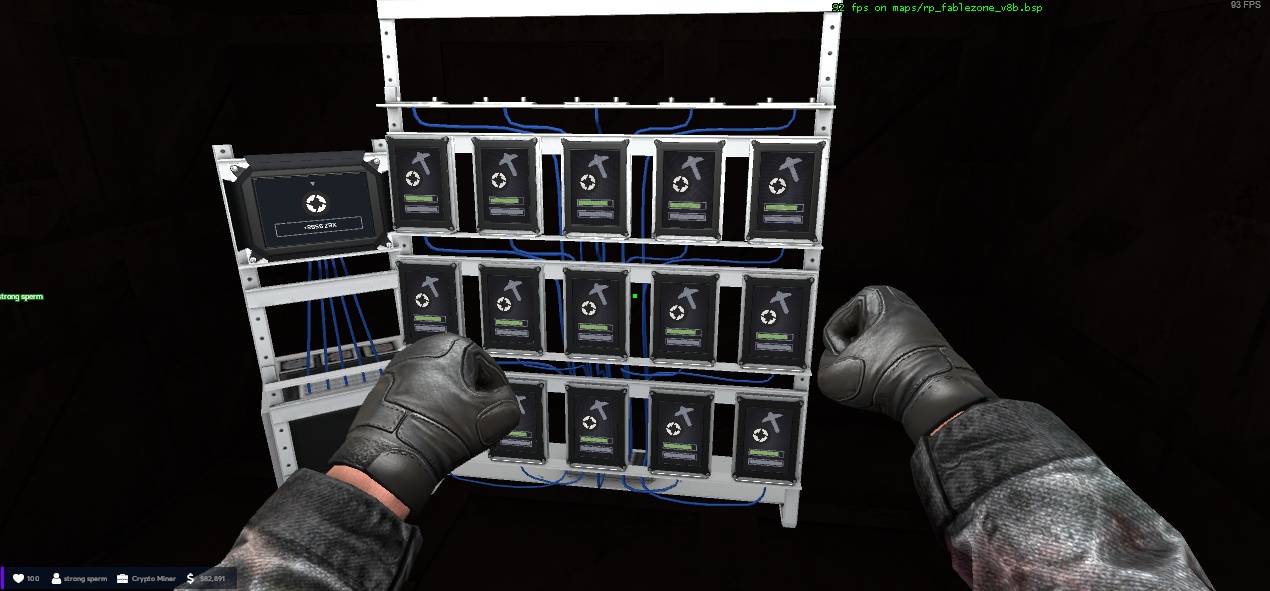 92 fps on maps/rp_fablezone_v8b.bsp
93 FPS
strong sperm
100
strong sperm
Crypto Miner
$
$82,891